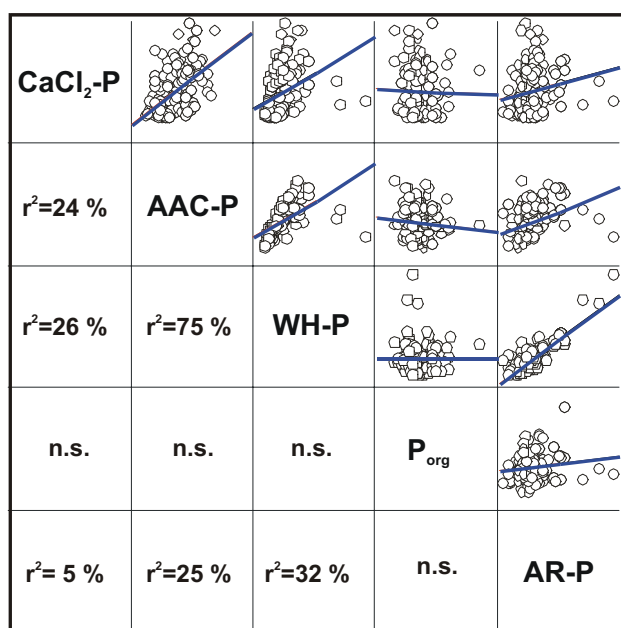 CaCl₂-P
r²=24 % AAC-P
r²=26 % r²=75 % WH-P
n.s. n.s. n.s. Pₒᵣg
r²= 5 % r²=25 % r²=32 % n.s. AR-P